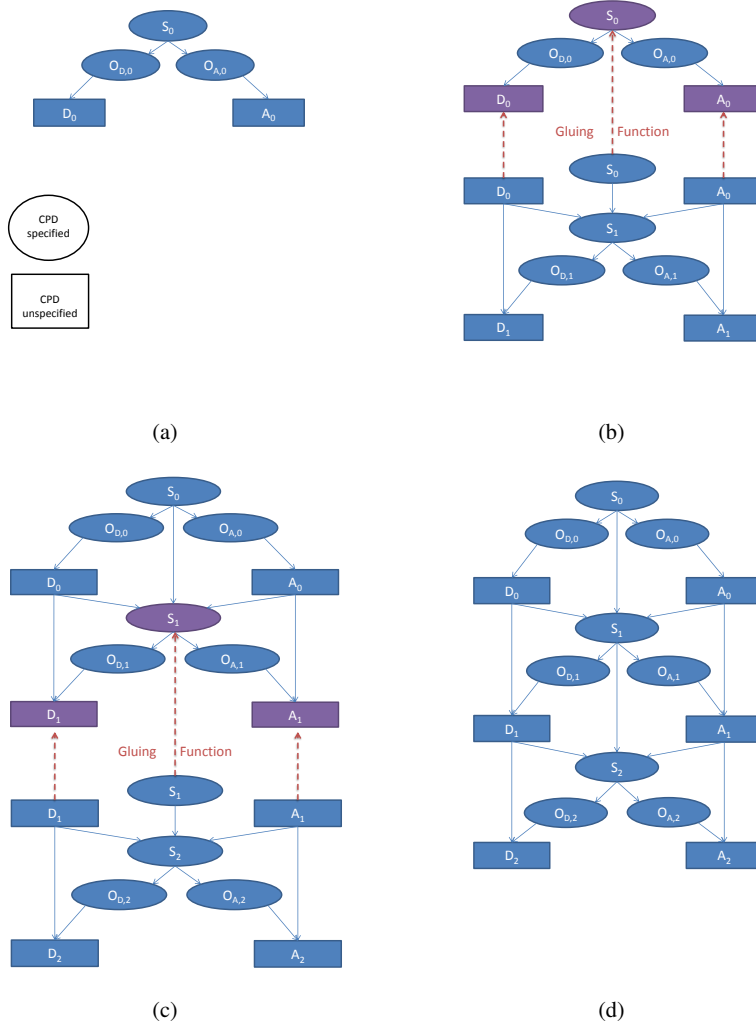 S0
OD,0 OA,0
D0 A0
CPD
specified
CPD
unspecified
(a)
S0
OD,0 OA,0
D0 A0
Gluing Function
S0
D0 A0
S1
OD,1 OA,1
D1 A1
(b)
S0
OD,0 OA,0
D0 A0
S1
OD,1 OA,1
D1 A1
Gluing Function
S1
D1 A1
S2
OD,2 OA,2
D2 A2
(c)
S0
OD,0 OA,0
D0 A0
S1
OD,1 OA,1
D1 A1
S2
OD,2 OA,2
D2 A2
(d)